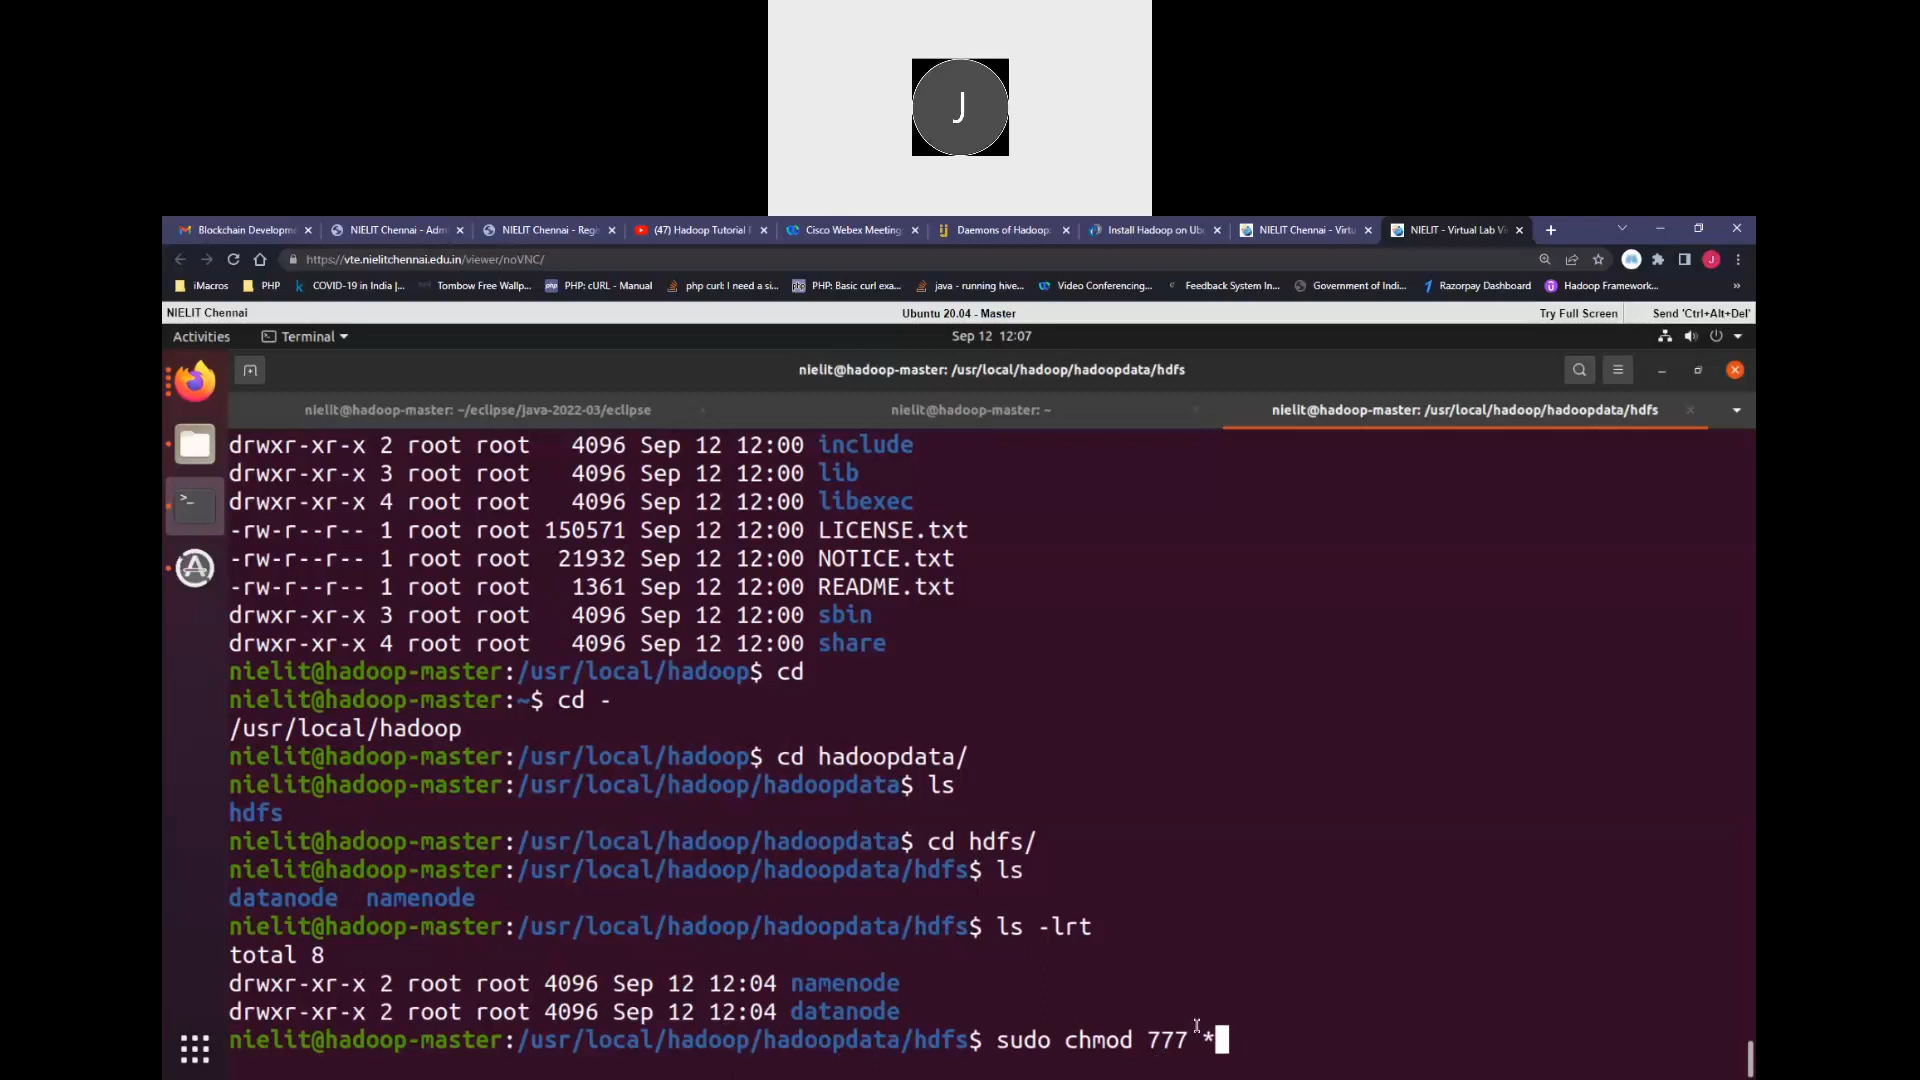 J
Blockchain Developm
NIELIT Chennai - Adm
NIELIT Chennai - Regi
(47) Hadoop Tutorial
Cisco Webex Meeting
Daemons of Hadoop
Install Hadoop on Ub
NIELIT Chennai - Virtu
NIELIT - Virtual Lab Vi
https://vte.nielitchennai.edu.in/viewer/noVNC/
iMacros
PHP
COVID-19 in India |...
Tombow Free Wallp...
PHP: cURL - Manual
php curl: I need a si...
PHP: Basic curl exa...
java - running hive...
Video Conferencing...
Feedback System In...
Government of Indi...
Razorpay Dashboard
Hadoop Framework...
»
NIELIT Chennai
Ubuntu 20.04 - Master
Try Full Screen
Send 'Ctrl+Alt+Del'
Activities
Terminal
Sep 12 12:07
nielit@hadoop-master: /usr/local/hadoop/hadoopdata/hdfs
nielit@hadoop-master: ~/eclipse/java-2022-03/eclipse
nielit@hadoop-master: ~
nielit@hadoop-master: /usr/local/hadoop/hadoopdata/hdfs
drwxr-xr-x 2 root root   4096 Sep 12 12:00 include
drwxr-xr-x 3 root root   4096 Sep 12 12:00 lib
drwxr-xr-x 4 root root   4096 Sep 12 12:00 libexec
-rw-r--r-- 1 root root 150571 Sep 12 12:00 LICENSE.txt
-rw-r--r-- 1 root root  21932 Sep 12 12:00 NOTICE.txt
-rw-r--r-- 1 root root   1361 Sep 12 12:00 README.txt
drwxr-xr-x 3 root root   4096 Sep 12 12:00 sbin
drwxr-xr-x 4 root root   4096 Sep 12 12:00 share
nielit@hadoop-master:/usr/local/hadoop$ cd
nielit@hadoop-master:~$ cd -
/usr/local/hadoop
nielit@hadoop-master:/usr/local/hadoop$ cd hadoopdata/
nielit@hadoop-master:/usr/local/hadoop/hadoopdata$ ls
hdfs
nielit@hadoop-master:/usr/local/hadoop/hadoopdata$ cd hdfs/
nielit@hadoop-master:/usr/local/hadoop/hadoopdata/hdfs$ ls
datanode  namenode
nielit@hadoop-master:/usr/local/hadoop/hadoopdata/hdfs$ ls -lrt
total 8
drwxr-xr-x 2 root root 4096 Sep 12 12:04 namenode
drwxr-xr-x 2 root root 4096 Sep 12 12:04 datanode
nielit@hadoop-master:/usr/local/hadoop/hadoopdata/hdfs$ sudo chmod 777 *